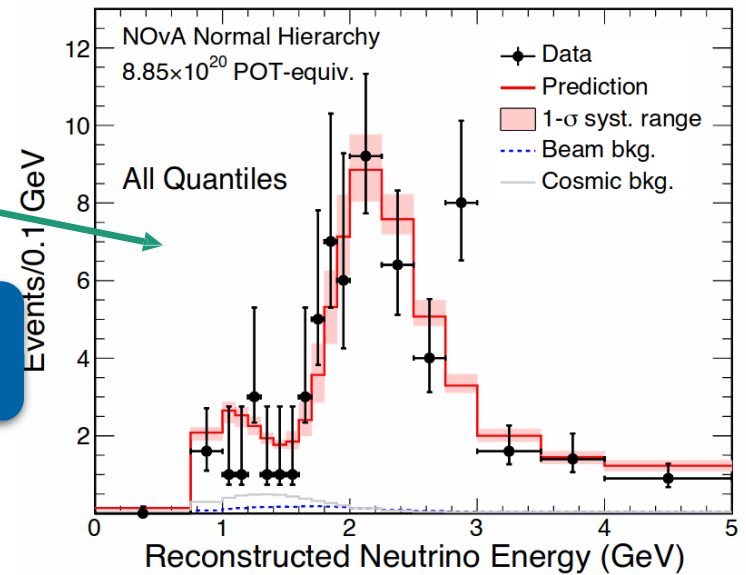 NOvA Normal Hierarchy
8.85×10²⁰ POT-equiv.
All Quantiles
Data
Prediction
1-σ syst. range
Beam bkg.
Cosmic bkg.
Events/0.1 GeV
12
10
8
6
4
2
0 1 2 3 4 5
Reconstructed Neutrino Energy (GeV)